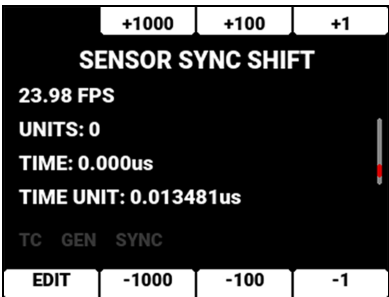 +1000 +100 +1
SENSOR SYNC SHIFT
23.98 FPS
UNITS: 0
TIME: 0.000us
TIME UNIT: 0.013481us
TC GEN SYNC
EDIT -1000 -100 -1